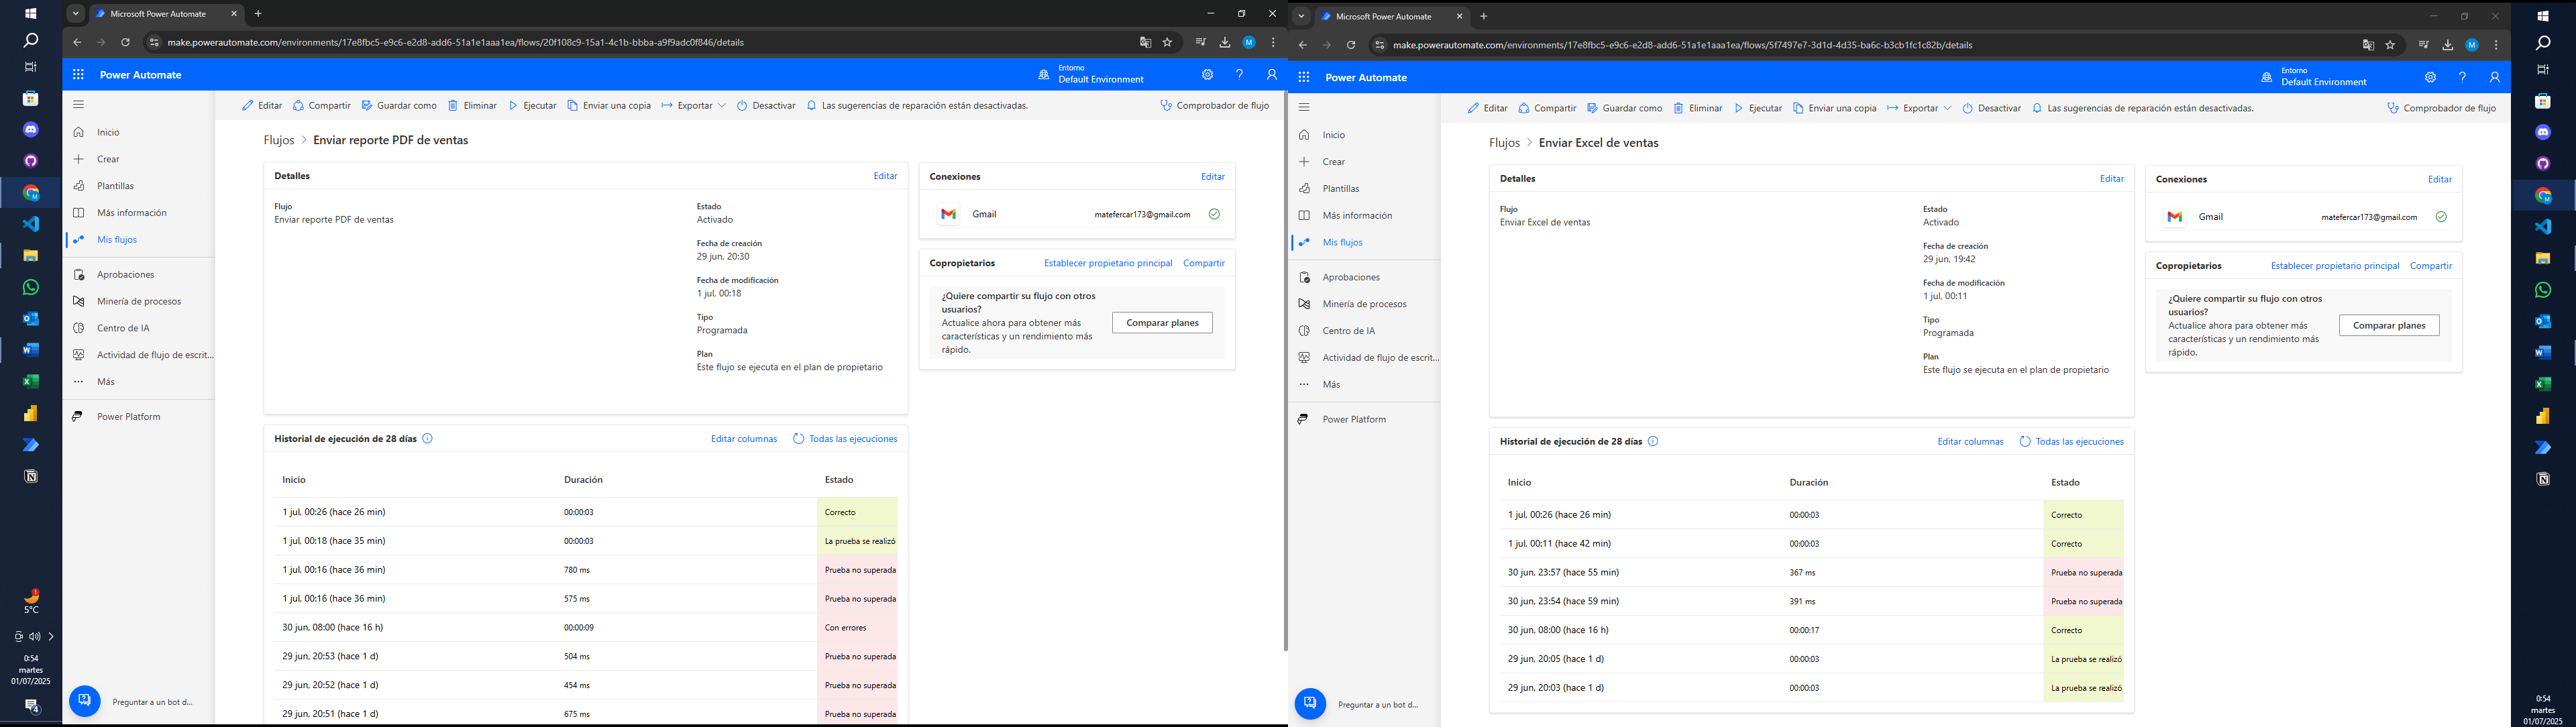 Microsoft Power Automate
make.powerautomate.com/environments/17e8fbc5-e9c6-e2d8-add6-51a1e1aaa1ea/flows/20f108c9-15a1-4c1b-bbba-a9f9adc0f846/details
Power Automate
Entorno
Default Environment
Editar
Compartir
Guardar como
Eliminar
Ejecutar
Enviar una copia
Exportar
Desactivar
Las sugerencias de reparación están desactivadas.
Comprobador de flujo
Inicio
Crear
Plantillas
Más información
Mis flujos
Aprobaciones
Minería de procesos
Centro de IA
Actividad de flujo de escrit...
Más
Power Platform
Preguntar a un bot d...
Flujos > Enviar reporte PDF de ventas
Detalles
Editar
Flujo
Enviar reporte PDF de ventas
Estado
Activado
Fecha de creación
29 jun, 20:30
Fecha de modificación
1 jul, 00:18
Tipo
Programada
Plan
Este flujo se ejecuta en el plan de propietario
Conexiones
Editar
Gmail
matefercar173@gmail.com
Copropietarios
Establecer propietario principal
Compartir
¿Quiere compartir su flujo con otros
usuarios?
Actualice ahora para obtener más
características y un rendimiento más
rápido.
Comparar planes
Historial de ejecución de 28 días
Editar columnas
Todas las ejecuciones
Inicio Duración Estado
1 jul, 00:26 (hace 26 min) 00:00:03 Correcto
1 jul, 00:18 (hace 35 min) 00:00:03 La prueba se realizó
1 jul, 00:16 (hace 36 min) 780 ms Prueba no superada
1 jul, 00:16 (hace 36 min) 575 ms Prueba no superada
30 jun, 08:00 (hace 16 h) 00:00:09 Con errores
29 jun, 20:53 (hace 1 d) 504 ms Prueba no superada
29 jun, 20:52 (hace 1 d) 454 ms Prueba no superada
29 jun, 20:51 (hace 1 d) 675 ms Prueba no superada
1
5°C
0:54
martes
01/07/2025
4
Microsoft Power Automate
make.powerautomate.com/environments/17e8fbc5-e9c6-e2d8-add6-51a1e1aaa1ea/flows/5f7497e7-3d1d-4d35-ba6c-b3cb1fc1c82b/details
Power Automate
Entorno
Default Environment
Editar
Compartir
Guardar como
Eliminar
Ejecutar
Enviar una copia
Exportar
Desactivar
Las sugerencias de reparación están desactivadas.
Comprobador de flujo
Inicio
Crear
Plantillas
Más información
Mis flujos
Aprobaciones
Minería de procesos
Centro de IA
Actividad de flujo de escrit...
Más
Power Platform
Preguntar a un bot d...
Flujos > Enviar Excel de ventas
Detalles
Editar
Flujo
Enviar Excel de ventas
Estado
Activado
Fecha de creación
29 jun, 19:42
Fecha de modificación
1 jul, 00:11
Tipo
Programada
Plan
Este flujo se ejecuta en el plan de propietario
Conexiones
Editar
Gmail
matefercar173@gmail.com
Copropietarios
Establecer propietario principal
Compartir
¿Quiere compartir su flujo con otros
usuarios?
Actualice ahora para obtener más
características y un rendimiento más
rápido.
Comparar planes
Historial de ejecución de 28 días
Editar columnas
Todas las ejecuciones
Inicio Duración Estado
1 jul, 00:26 (hace 26 min) 00:00:03 Correcto
1 jul, 00:11 (hace 42 min) 00:00:03 Correcto
30 jun, 23:57 (hace 55 min) 367 ms Prueba no superada
30 jun, 23:54 (hace 59 min) 391 ms Prueba no superada
30 jun, 08:00 (hace 16 h) 00:00:17 Correcto
29 jun, 20:05 (hace 1 d) 00:00:03 La prueba se realizó
29 jun, 20:03 (hace 1 d) 00:00:03 La prueba se realizó
0:54
martes
01/07/2025